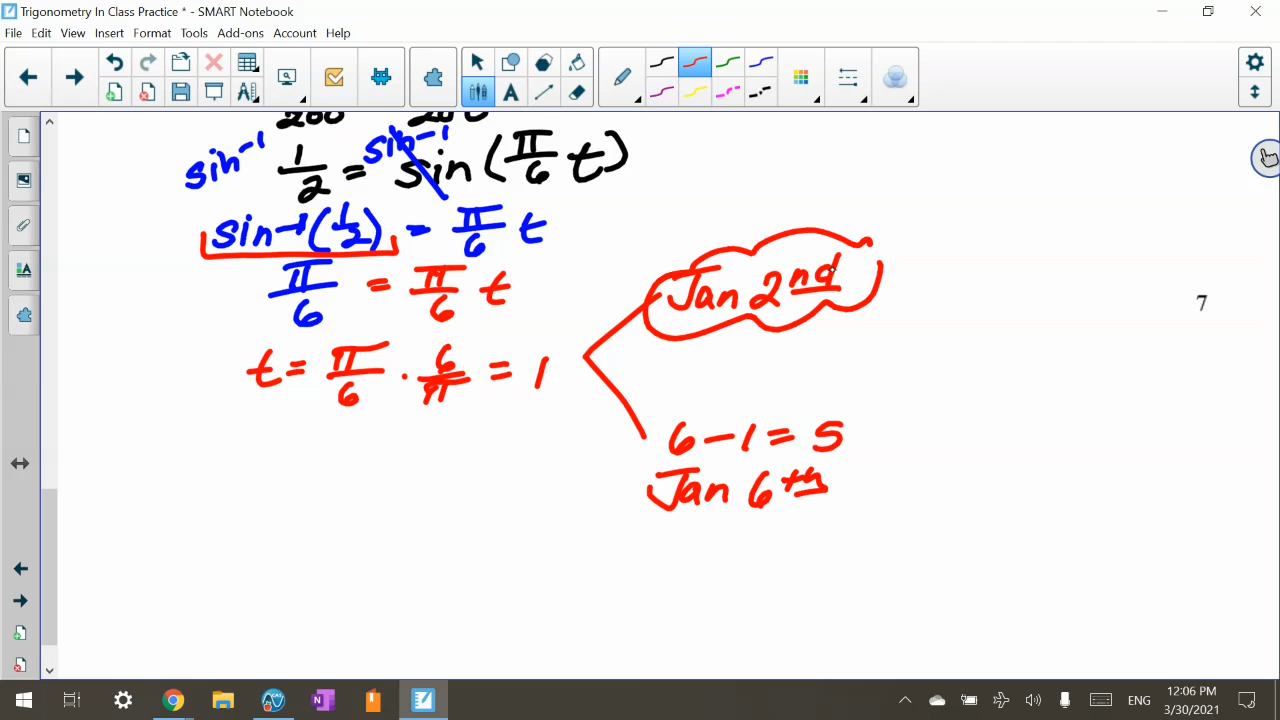 Trigonometry In Class Practice * - SMART Notebook
File Edit View Insert Format Tools Add-ons Account Help
200 200
sin⁻¹ 1/2 = sin⁻¹ sin (π/6 t)
sin⁻¹(1/2) = π/6 t
π/6 = π/6 t
t = π/6 · 6/π = 1
Jan 2nd
6 - 1 = 5
Jan 6th
7
ENG
12:06 PM
3/30/2021